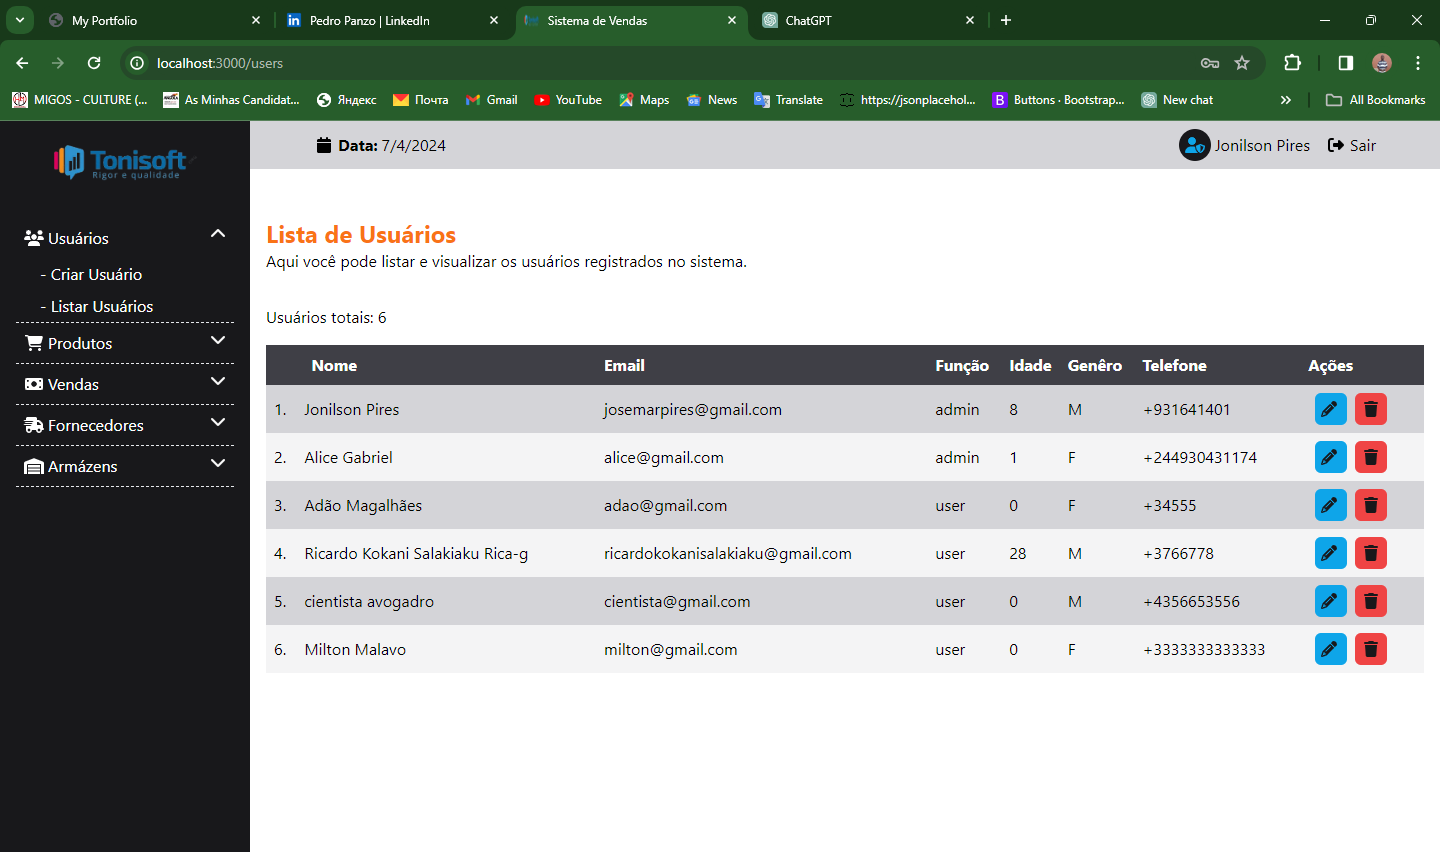 My Portfolio
Pedro Panzo | LinkedIn
Sistema de Vendas
ChatGPT
localhost:3000/users
MIGOS - CULTURE (...
As Minhas Candidat...
Яндекс
Почта
Gmail
YouTube
Maps
News
Translate
https://jsonplacehol...
Buttons · Bootstrap...
New chat
All Bookmarks
Tonisoft
Rigor e qualidade
Data: 7/4/2024
Jonilson Pires
Sair
Usuários
- Criar Usuário
- Listar Usuários
Produtos
Vendas
Fornecedores
Armázens
Lista de Usuários
Aqui você pode listar e visualizar os usuários registrados no sistema.
Usuários totais: 6
Nome Email Função Idade Genêro Telefone Ações
1. Jonilson Pires josemarpires@gmail.com admin 8 M +931641401
2. Alice Gabriel alice@gmail.com admin 1 F +244930431174
3. Adão Magalhães adao@gmail.com user 0 F +34555
4. Ricardo Kokani Salakiaku Rica-g ricardokokanisalakiaku@gmail.com user 28 M +3766778
5. cientista avogadro cientista@gmail.com user 0 M +4356653556
6. Milton Malavo milton@gmail.com user 0 F +3333333333333